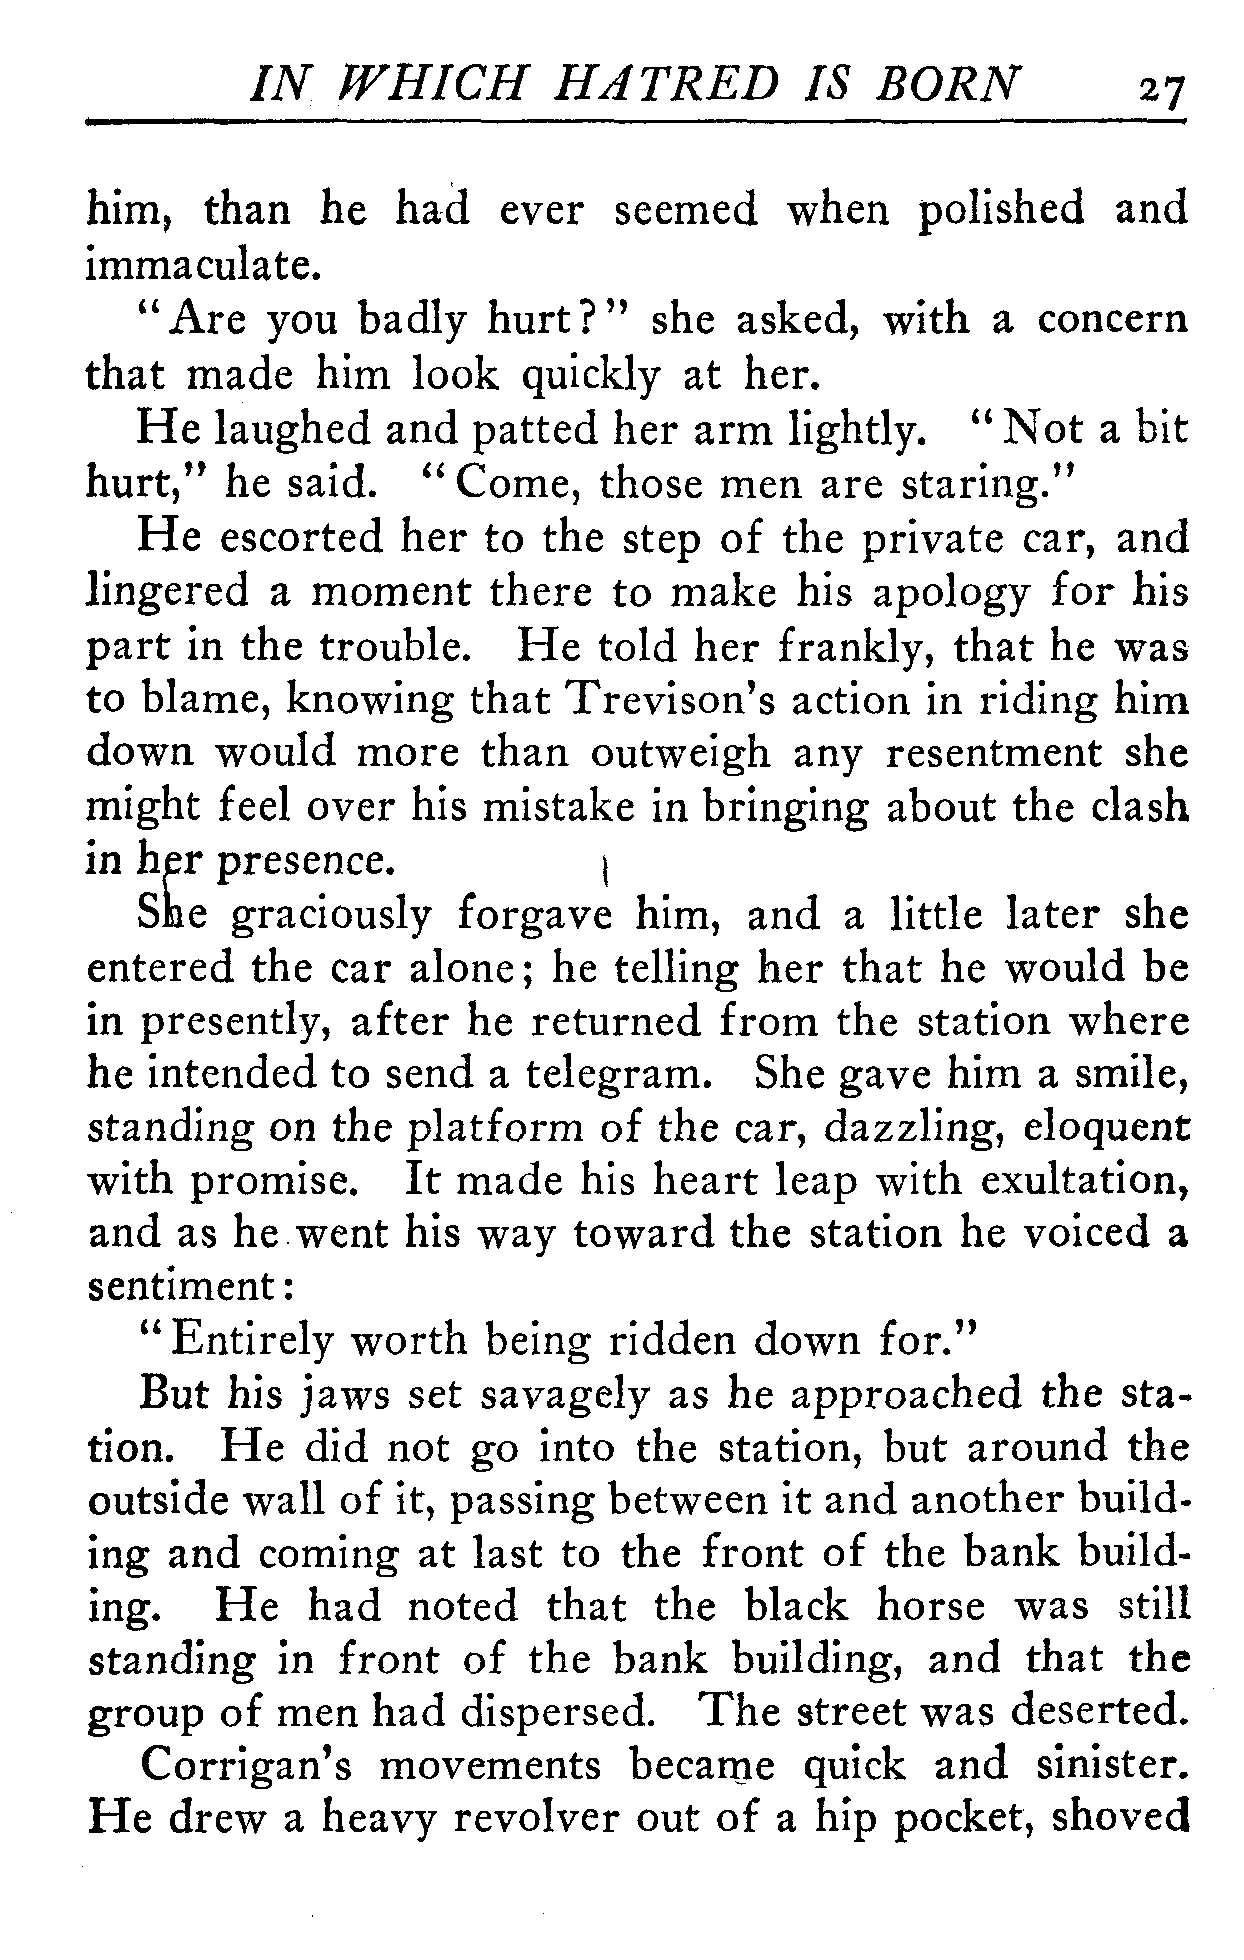 IN WHICH HATRED IS BORN 27
him, than he had ever seemed when polished and
immaculate.
"Are you badly hurt?" she asked, with a concern
that made him look quickly at her.
He laughed and patted her arm lightly. "Not a bit
hurt," he said. "Come, those men are staring."
He escorted her to the step of the private car, and
lingered a moment there to make his apology for his
part in the trouble. He told her frankly, that he was
to blame, knowing that Trevison's action in riding him
down would more than outweigh any resentment she
might feel over his mistake in bringing about the clash
in her presence.
She graciously forgave him, and a little later she
entered the car alone; he telling her that he would be
in presently, after he returned from the station where
he intended to send a telegram. She gave him a smile,
standing on the platform of the car, dazzling, eloquent
with promise. It made his heart leap with exultation,
and as he went his way toward the station he voiced a
sentiment:
"Entirely worth being ridden down for."
But his jaws set savagely as he approached the sta-
tion. He did not go into the station, but around the
outside wall of it, passing between it and another build-
ing and coming at last to the front of the bank build-
ing. He had noted that the black horse was still
standing in front of the bank building, and that the
group of men had dispersed. The street was deserted.
Corrigan's movements became quick and sinister.
He drew a heavy revolver out of a hip pocket, shoved